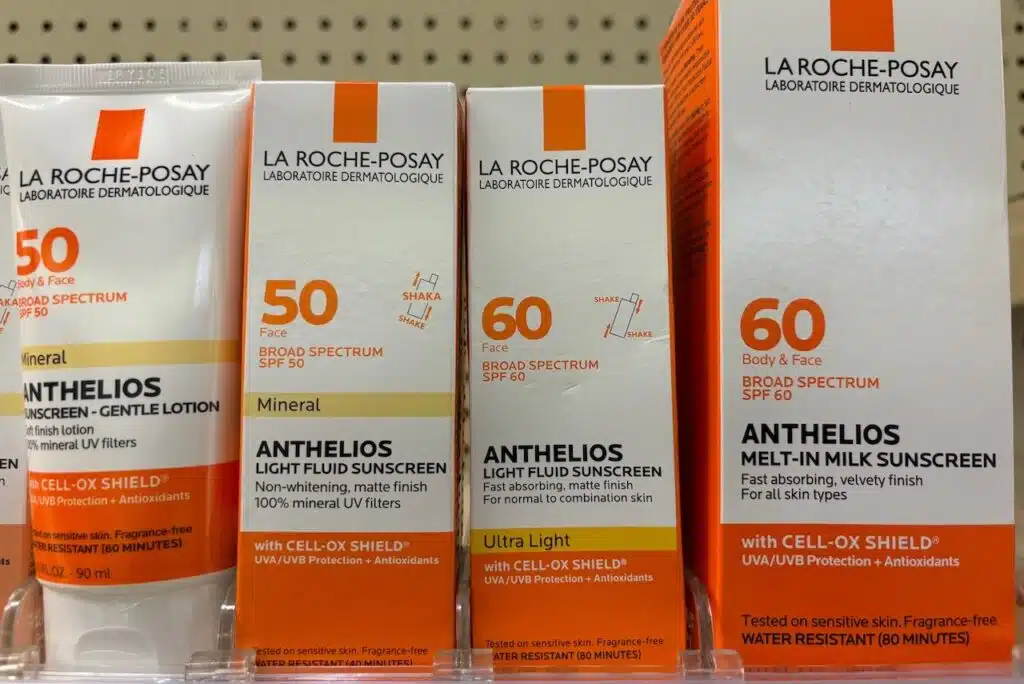 18Y103
LA ROCHE-POSAY
LABORATOIRE DERMATOLOGIQUE
50
Body & Face
BROAD SPECTRUM
SPF 50
Mineral
ANTHELIOS
SUNSCREEN - GENTLE LOTION
finish lotion
100% mineral UV filters
with CELL-OX SHIELD®
UVA/UVB Protection + Antioxidants
on sensitive skin. Fragrance-free
WATER RESISTANT (80 MINUTES)
FL.OZ. - 90 ml
LA ROCHE-POSAY
LABORATOIRE DERMATOLOGIQUE
50
Face
SHAKA
SHAKE
BROAD SPECTRUM
SPF 50
Mineral
ANTHELIOS
LIGHT FLUID SUNSCREEN
Non-whitening, matte finish
100% mineral UV filters
with CELL-OX SHIELD®
UVA/UVB Protection + Antioxidants
Tested on sensitive skin. Fragrance-free
WATER RESISTANT (40 MINUTES)
LA ROCHE-POSAY
LABORATOIRE DERMATOLOGIQUE
60
Face
SHAKE
SHAKE
BROAD SPECTRUM
SPF 60
ANTHELIOS
LIGHT FLUID SUNSCREEN
Fast absorbing, matte finish
For normal to combination skin
Ultra Light
with CELL-OX SHIELD®
UVA/UVB Protection + Antioxidants
Tested on sensitive skin. Fragrance-free
WATER RESISTANT (80 MINUTES)
LA ROCHE-POSAY
LABORATOIRE DERMATOLOGIQUE
60
Body & Face
BROAD SPECTRUM
SPF 60
ANTHELIOS
MELT-IN MILK SUNSCREEN
Fast absorbing, velvety finish
For all skin types
with CELL-OX SHIELD®
UVA/UVB Protection + Antioxidants
Tested on sensitive skin. Fragrance-free
WATER RESISTANT (80 MINUTES)